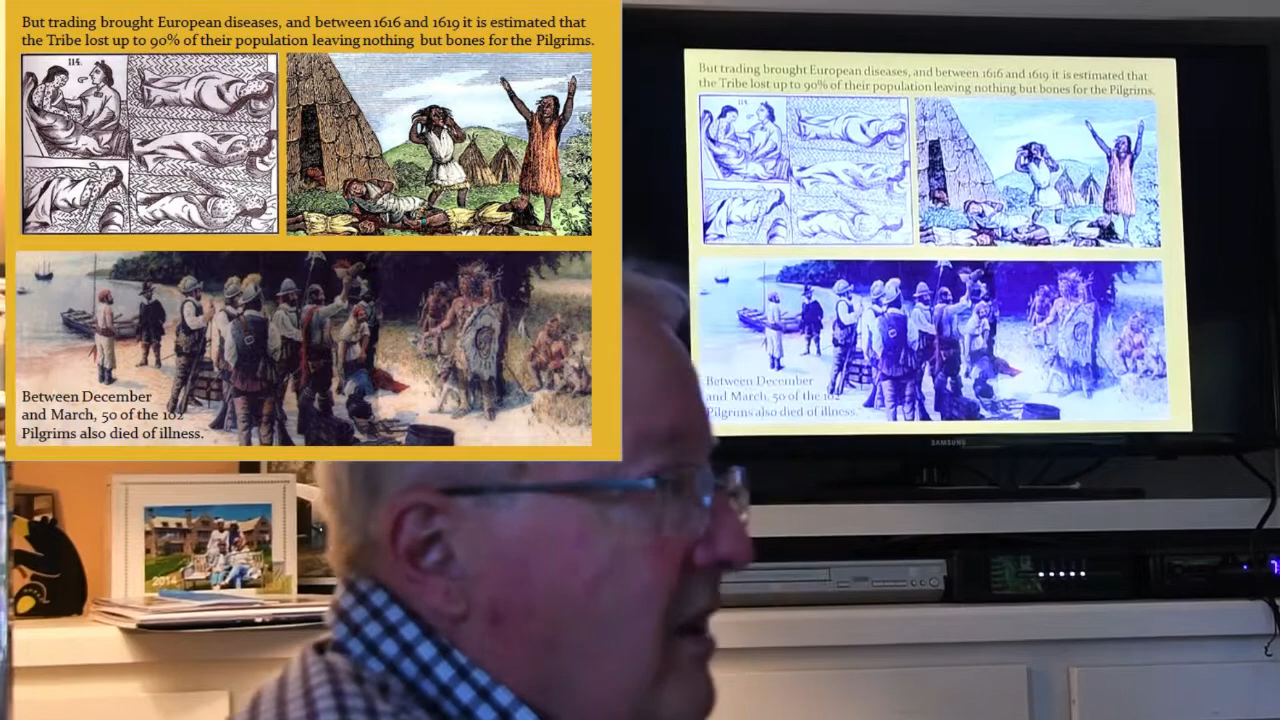 But trading brought European diseases, and between 1616 and 1619 it is estimated that
the Tribe lost up to 90% of their population leaving nothing but bones for the Pilgrims.
114.
Between December
and March, 50 of the 102
Pilgrims also died of illness.
But trading brought European diseases, and between 1616 and 1619 it is estimated that
the Tribe lost up to 90% of their population leaving nothing but bones for the Pilgrims.
114.
Between December
and March, 50 of the 102
Pilgrims also died of illness.
SAMSUNG
2014